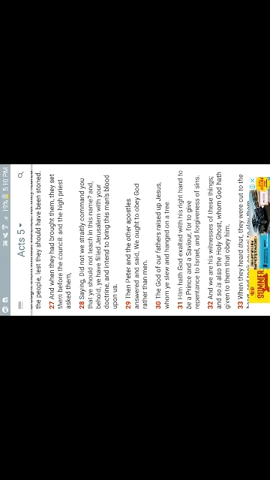 19% 5:10 PM
Acts 5
the people, lest they should have been stoned.
27 And when they had brought them, they set
them before the council: and the high priest
asked them,
28 Saying, Did not we straitly command you
that ye should not teach in this name? and,
behold, ye have filled Jerusalem with your
doctrine, and intend to bring this man's blood
upon us.
29 Then Peter and the other apostles
answered and said, We ought to obey God
rather than men.
30 The God of our fathers raised up Jesus,
whom ye slew and hanged on a tree
31 Him hath God exalted with his right hand to
be a Prince and a Saviour, for to give
repentance to Israel, and forgiveness of sins.
32 And we are his witnesses of these things;
and so is also the Holy Ghost, whom God hath
given to them that obey him.
33 When they heard that, they were cut to the
SUMMER